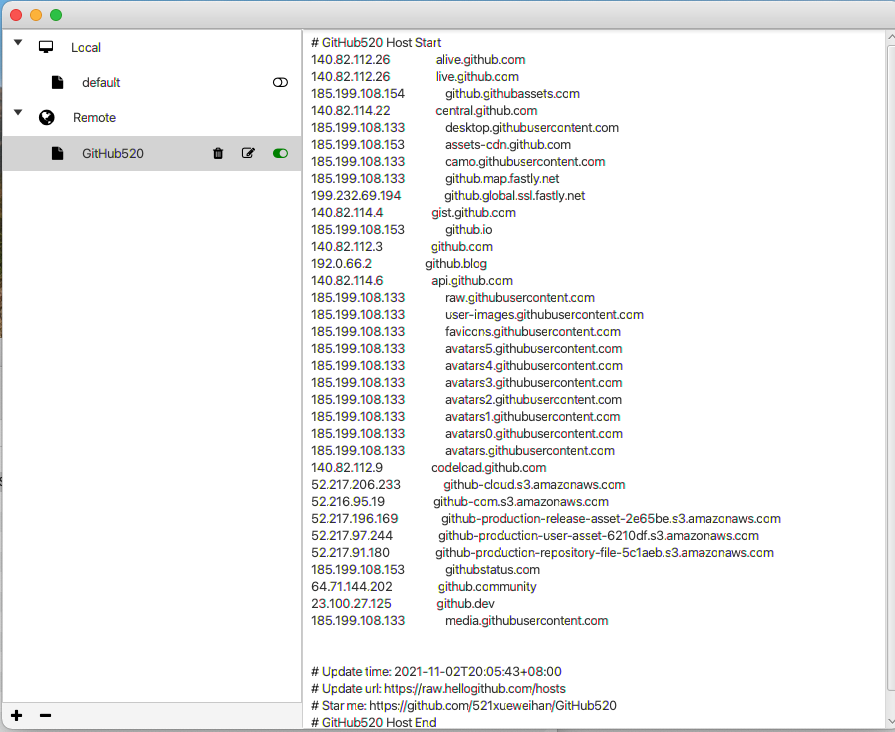 Local
default
Remote
GitHub520
# GitHub520 Host Start
140.82.112.26 alive.github.com
140.82.112.26 live.github.com
185.199.108.154 github.githubassets.com
140.82.114.22 central.github.com
185.199.108.133 desktop.githubusercontent.com
185.199.108.153 assets-cdn.github.com
185.199.108.133 camo.githubusercontent.com
185.199.108.133 github.map.fastly.net
199.232.69.194 github.global.ssl.fastly.net
140.82.114.4 gist.github.com
185.199.108.153 github.io
140.82.112.3 github.com
192.0.66.2 github.blog
140.82.114.6 api.github.com
185.199.108.133 raw.githubusercontent.com
185.199.108.133 user-images.githubusercontent.com
185.199.108.133 favicons.githubusercontent.com
185.199.108.133 avatars5.githubusercontent.com
185.199.108.133 avatars4.githubusercontent.com
185.199.108.133 avatars3.githubusercontent.com
185.199.108.133 avatars2.githubusercontent.com
185.199.108.133 avatars1.githubusercontent.com
185.199.108.133 avatars0.githubusercontent.com
185.199.108.133 avatars.githubusercontent.com
140.82.112.9 codeload.github.com
52.217.206.233 github-cloud.s3.amazonaws.com
52.216.95.19 github-com.s3.amazonaws.com
52.217.196.169 github-production-release-asset-2e65be.s3.amazonaws.com
52.217.97.244 github-production-user-asset-6210df.s3.amazonaws.com
52.217.91.180 github-production-repository-file-5c1aeb.s3.amazonaws.com
185.199.108.153 githubstatus.com
64.71.144.202 github.community
23.100.27.125 github.dev
185.199.108.133 media.githubusercontent.com
# Update time: 2021-11-02T20:05:43+08:00
# Update url: https://raw.hellogithub.com/hosts
# Star me: https://github.com/521xueweihan/GitHub520
# GitHub520 Host End